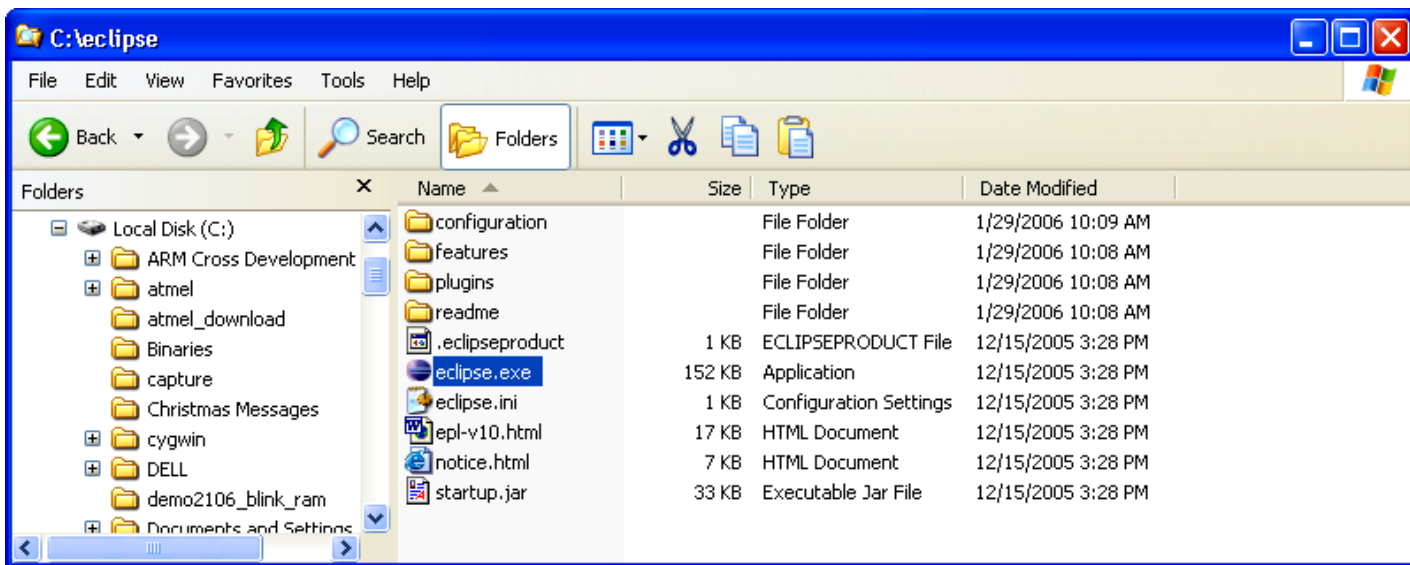 C:\eclipse
File Edit View Favorites Tools Help
Back Search Folders
Folders
Name Size Type Date Modified
Local Disk (C:)
ARM Cross Development
atmel
atmel_download
Binaries
capture
Christmas Messages
cygwin
DELL
demo2106_blink_ram
Documents and Settings
configuration File Folder 1/29/2006 10:09 AM
features File Folder 1/29/2006 10:08 AM
plugins File Folder 1/29/2006 10:08 AM
readme File Folder 1/29/2006 10:08 AM
.eclipseproduct 1 KB ECLIPSEPRODUCT File 12/15/2005 3:28 PM
eclipse.exe 152 KB Application 12/15/2005 3:28 PM
eclipse.ini 1 KB Configuration Settings 12/15/2005 3:28 PM
epl-v10.html 17 KB HTML Document 12/15/2005 3:28 PM
notice.html 7 KB HTML Document 12/15/2005 3:28 PM
startup.jar 33 KB Executable Jar File 12/15/2005 3:28 PM